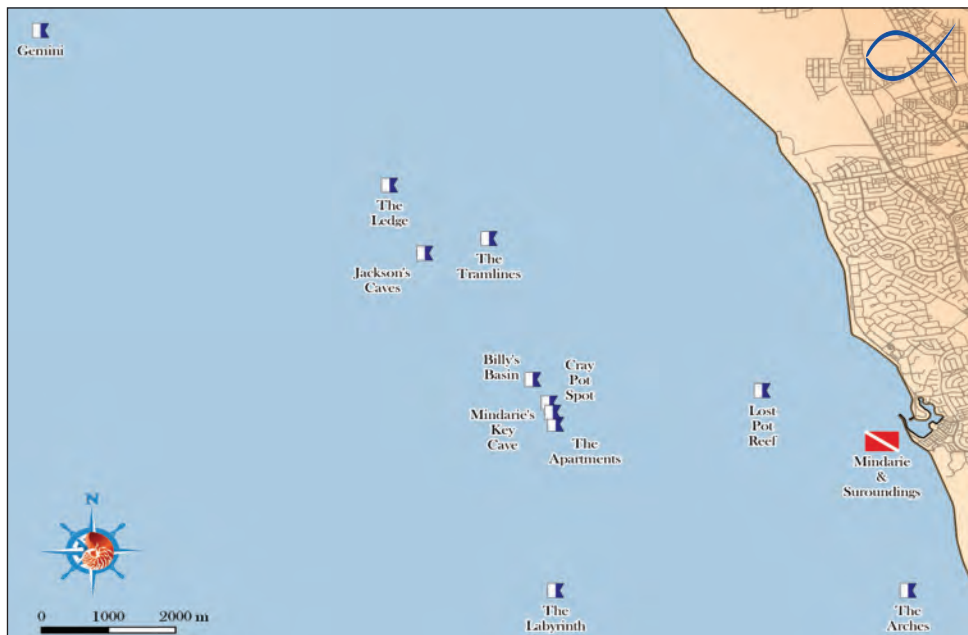 Gemini
The
Ledge
Jackson's
Caves
The
Tramlines
Billy's
Basin
Cray
Pot
Spot
Mindarie's
Key
Cave
The
Apartments
Lost
Pot
Reef
Mindarie
&
Suroundings
N
The
Labyrinth
The
Arches
0 1000 2000 m